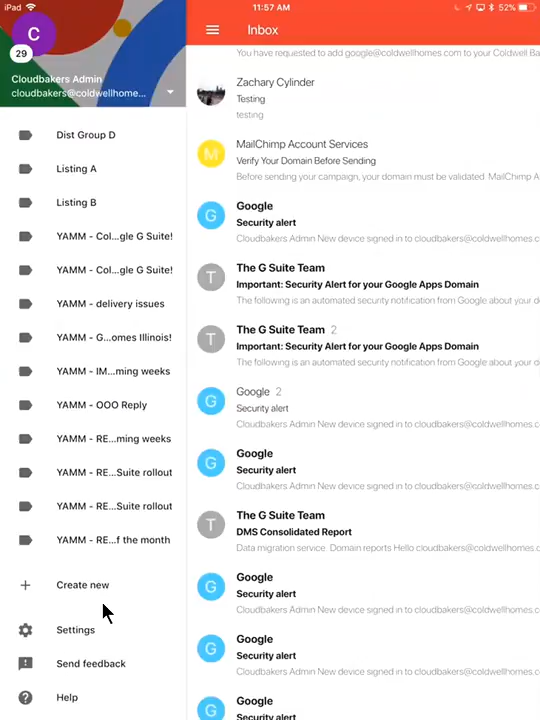 iPad
11:57 AM
52%
C
29
Cloudbakers Admin
cloudbakers@coldwellhome...
Dist Group D
Listing A
Listing B
YAMM - Col...gle G Suite!
YAMM - Col...gle G Suite!
YAMM - delivery issues
YAMM - G...omes Illinois!
YAMM - IM...ming weeks
YAMM - OOO Reply
YAMM - RE...ming weeks
YAMM - RE...Suite rollout
YAMM - RE...Suite rollout
YAMM - RE...f the month
Create new
Settings
Send feedback
Help
Inbox
You have requested to add google@coldwellhomes.com to your Coldwell Ba
Zachary Cylinder
Testing
testing
M
MailChimp Account Services
Verify Your Domain Before Sending
Before sending your campaign, your domain must be validated. MailChimp A
G
Google
Security alert
Cloudbakers Admin New device signed in to cloudbakers@coldwellhomes.c
T
The G Suite Team
Important: Security Alert for your Google Apps Domain
The following is an automated security notification from Google about your d
T
The G Suite Team 2
Important: Security Alert for your Google Apps Domain
The following is an automated security notification from Google about your d
G
Google 2
Security alert
Cloudbakers Admin New device signed in to cloudbakers@coldwellhomes.c
G
Google
Security alert
Cloudbakers Admin New device signed in to cloudbakers@coldwellhomes.c
T
The G Suite Team
DMS Consolidated Report
Data migration service Domain reports Hello cloudbakers@coldwellhomes.c
G
Google
Security alert
Cloudbakers Admin New device signed in to cloudbakers@coldwellhomes.c
G
Google
Security alert
Cloudbakers Admin New device signed in to cloudbakers@coldwellhomes.c
G
Google
Security alert